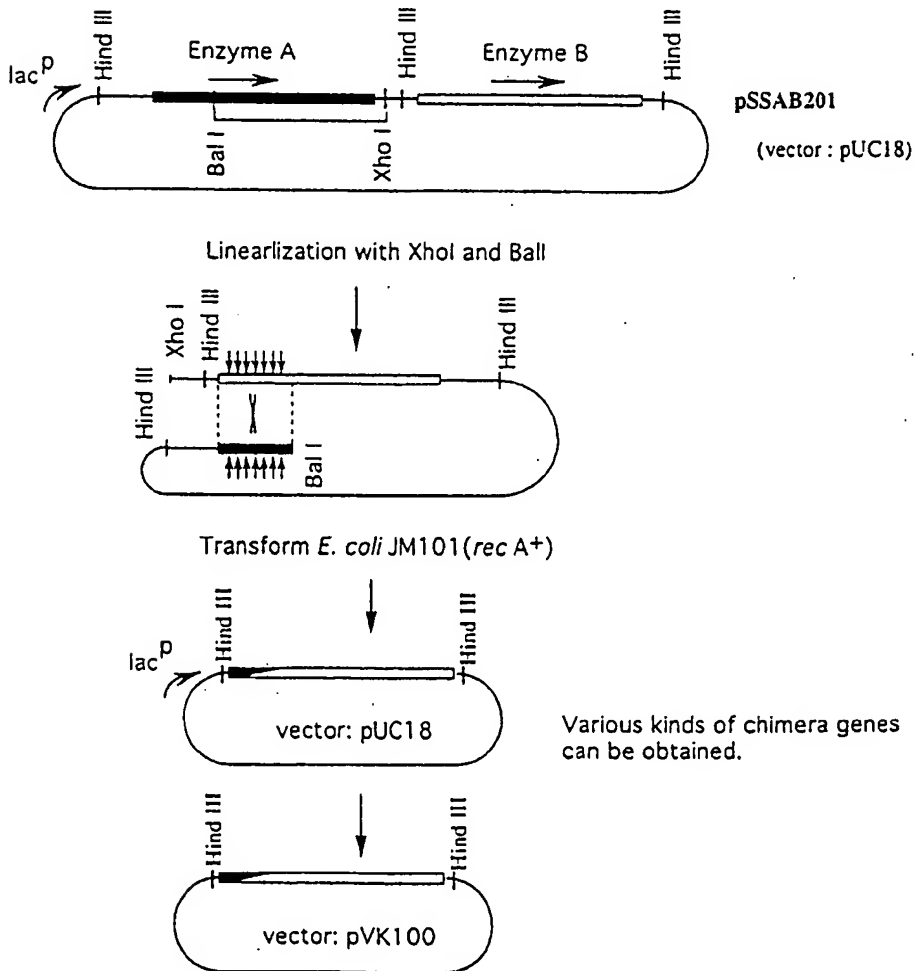 Hind III
Hind III
Hind III
lac p
Enzyme A
Enzyme B
pSSAB201
(vector : pUC18)
Bal I
Xho I
Linearlization with XhoI and BalI
Hind III
Xho I
Hind III
Hind III
Bal I
Transform E. coli JM101(rec A+)
lac p
Hind III
Hind III
vector: pUC18
Various kinds of chimera genes
can be obtained.
Hind III
Hind III
vector: pVK100